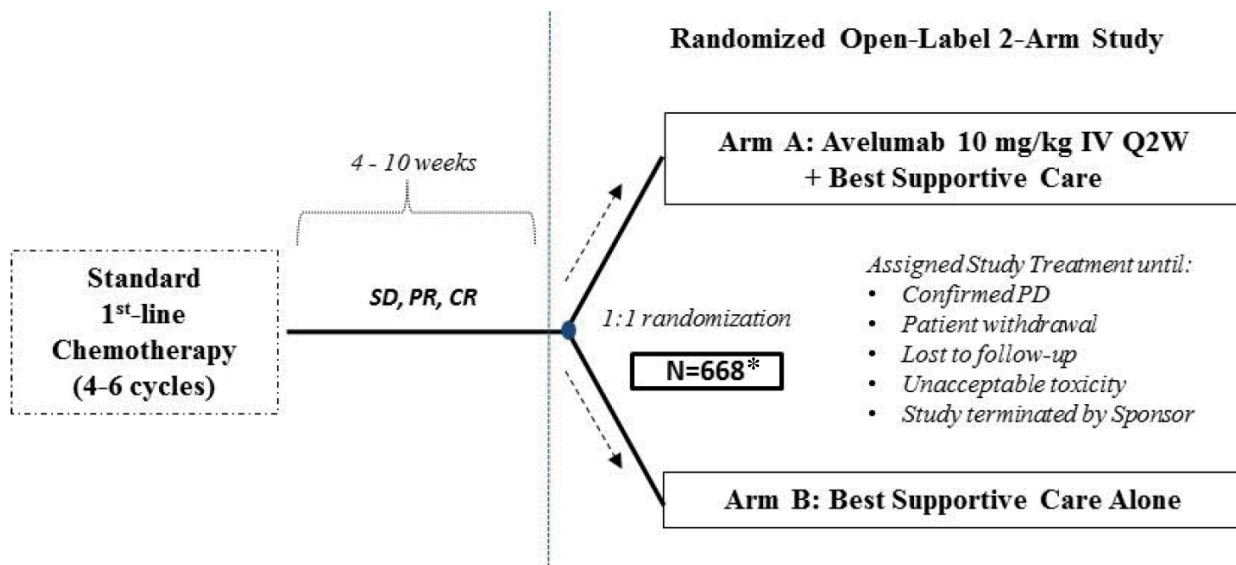 Randomized Open-Label 2-Arm Study
Arm A: Avelumab 10 mg/kg IV Q2W
+ Best Supportive Care
4 - 10 weeks
Standard
1st-line
Chemotherapy
(4-6 cycles)
SD, PR, CR
1:1 randomization
N=668*
Assigned Study Treatment until:
• Confirmed PD
• Patient withdrawal
• Lost to follow-up
• Unacceptable toxicity
• Study terminated by Sponsor
Arm B: Best Supportive Care Alone